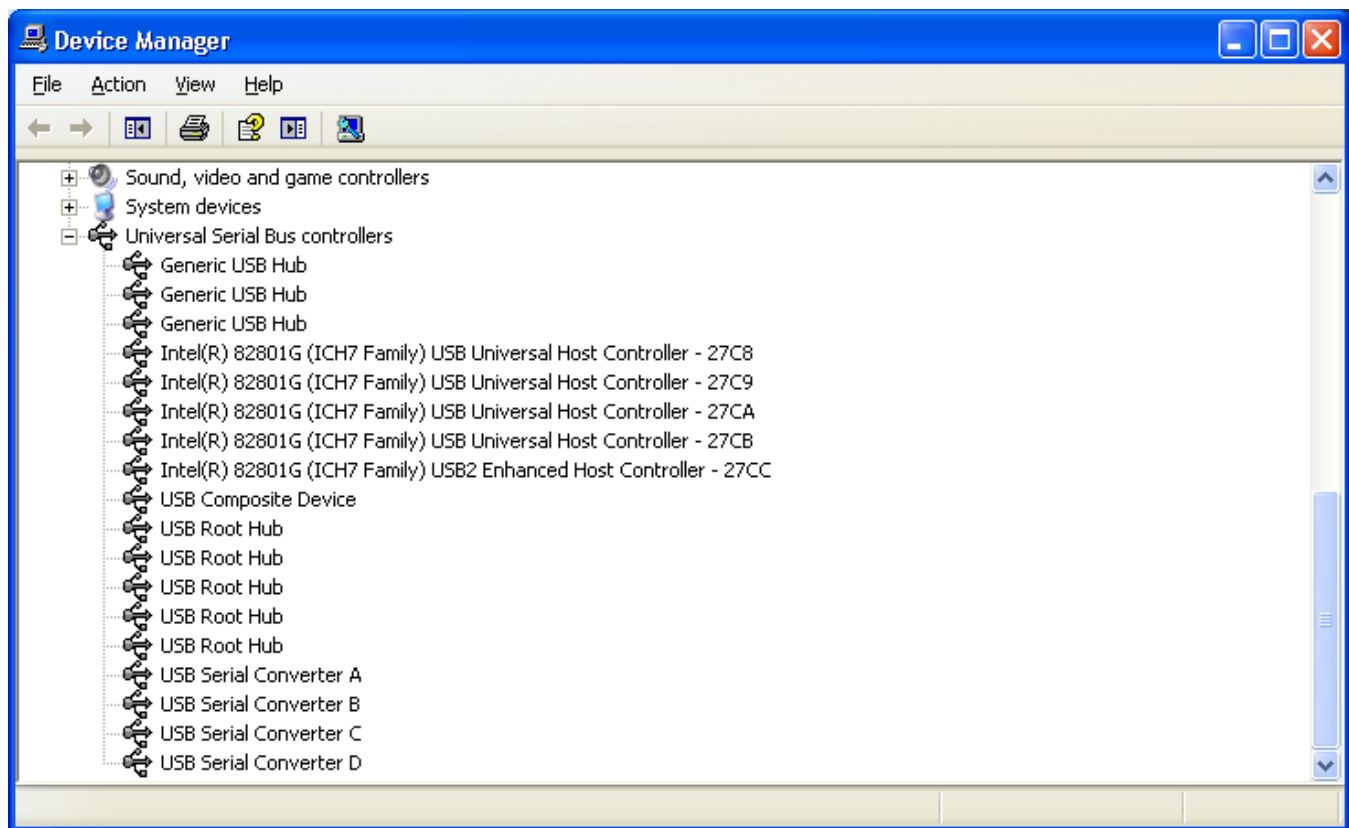 Device Manager
File Action View Help
Sound, video and game controllers
System devices
Universal Serial Bus controllers
Generic USB Hub
Generic USB Hub
Generic USB Hub
Intel(R) 82801G (ICH7 Family) USB Universal Host Controller - 27C8
Intel(R) 82801G (ICH7 Family) USB Universal Host Controller - 27C9
Intel(R) 82801G (ICH7 Family) USB Universal Host Controller - 27CA
Intel(R) 82801G (ICH7 Family) USB Universal Host Controller - 27CB
Intel(R) 82801G (ICH7 Family) USB2 Enhanced Host Controller - 27CC
USB Composite Device
USB Root Hub
USB Root Hub
USB Root Hub
USB Root Hub
USB Root Hub
USB Serial Converter A
USB Serial Converter B
USB Serial Converter C
USB Serial Converter D